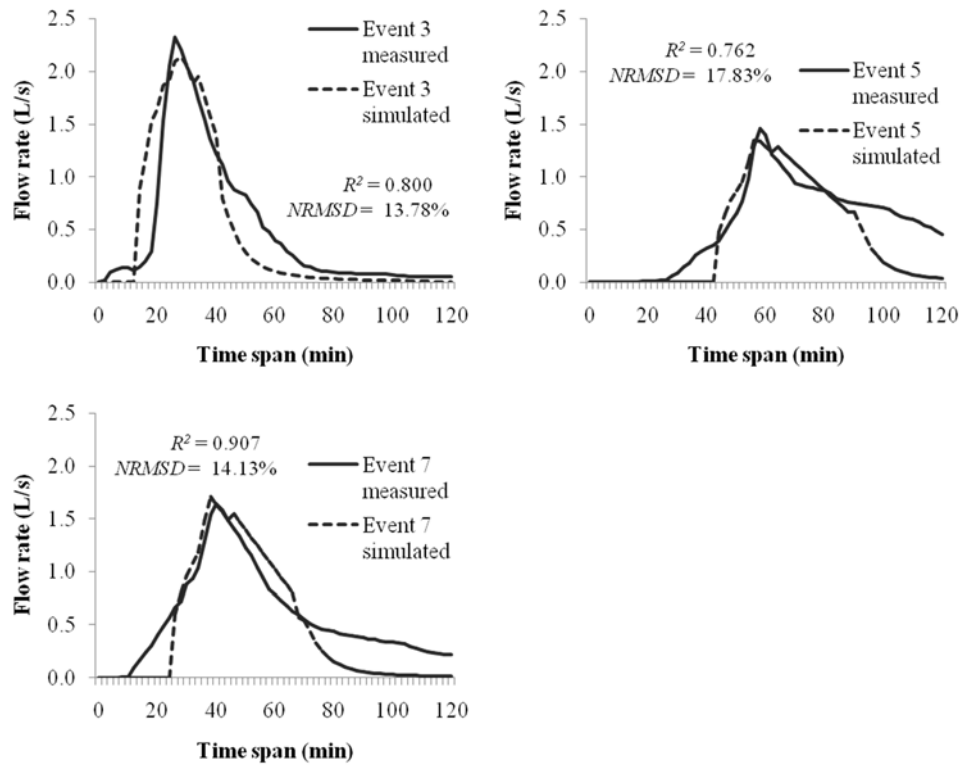 2.5
2.0
1.5
1.0
0.5
0.0
Flow rate (L/s)
Event 3
measured
Event 3
simulated
R² = 0.800
NRMSD = 13.78%
0 20 40 60 80 100 120
Time span (min)
2.5
2.0
1.5
1.0
0.5
0.0
Flow rate (L/s)
R² = 0.762
NRMSD = 17.83%
Event 5
measured
Event 5
simulated
0 20 40 60 80 100 120
Time span (min)
2.5
2.0
1.5
1.0
0.5
0.0
Flow rate (L/s)
R² = 0.907
NRMSD = 14.13%
Event 7
measured
Event 7
simulated
0 20 40 60 80 100 120
Time span (min)